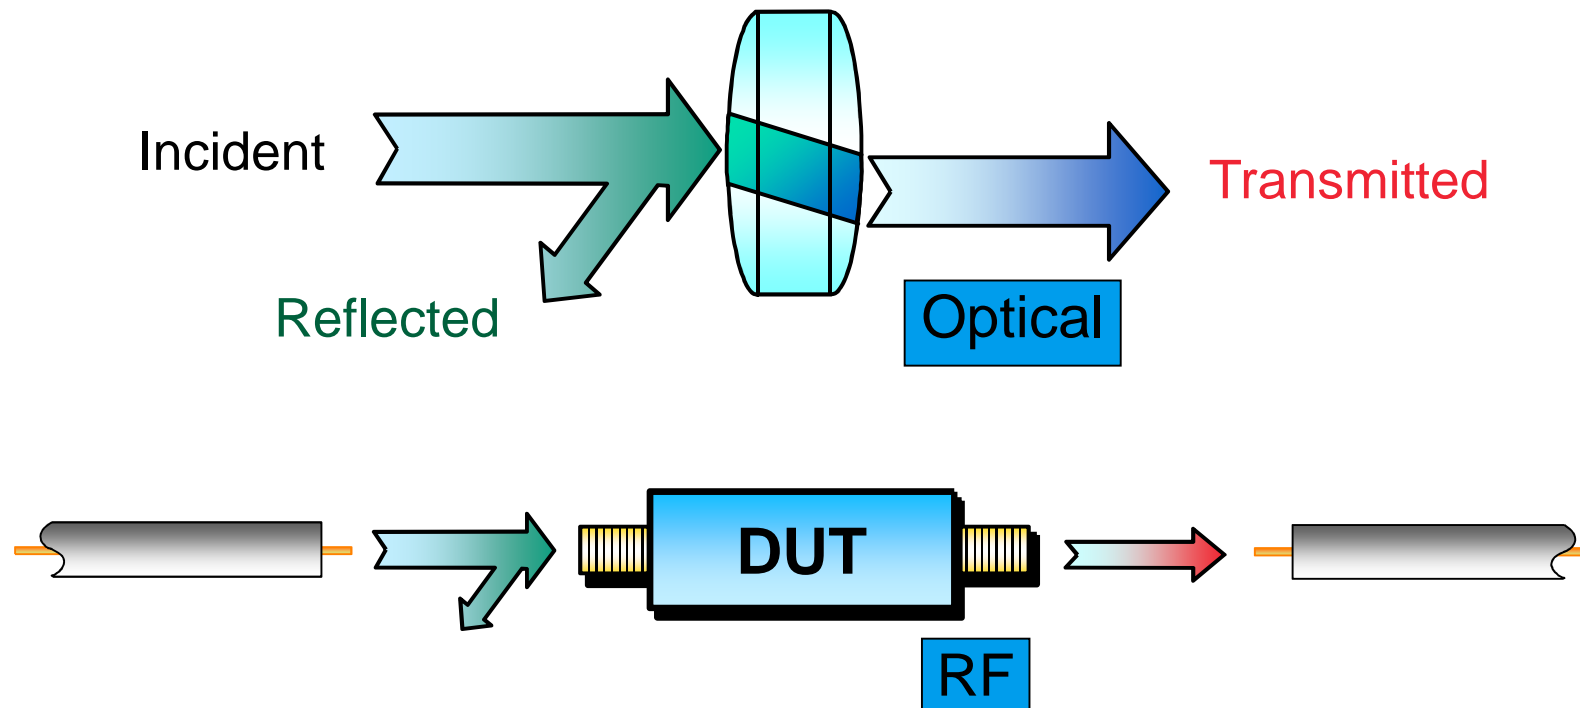 Incident
Transmitted
Reflected
Optical
DUT
RF